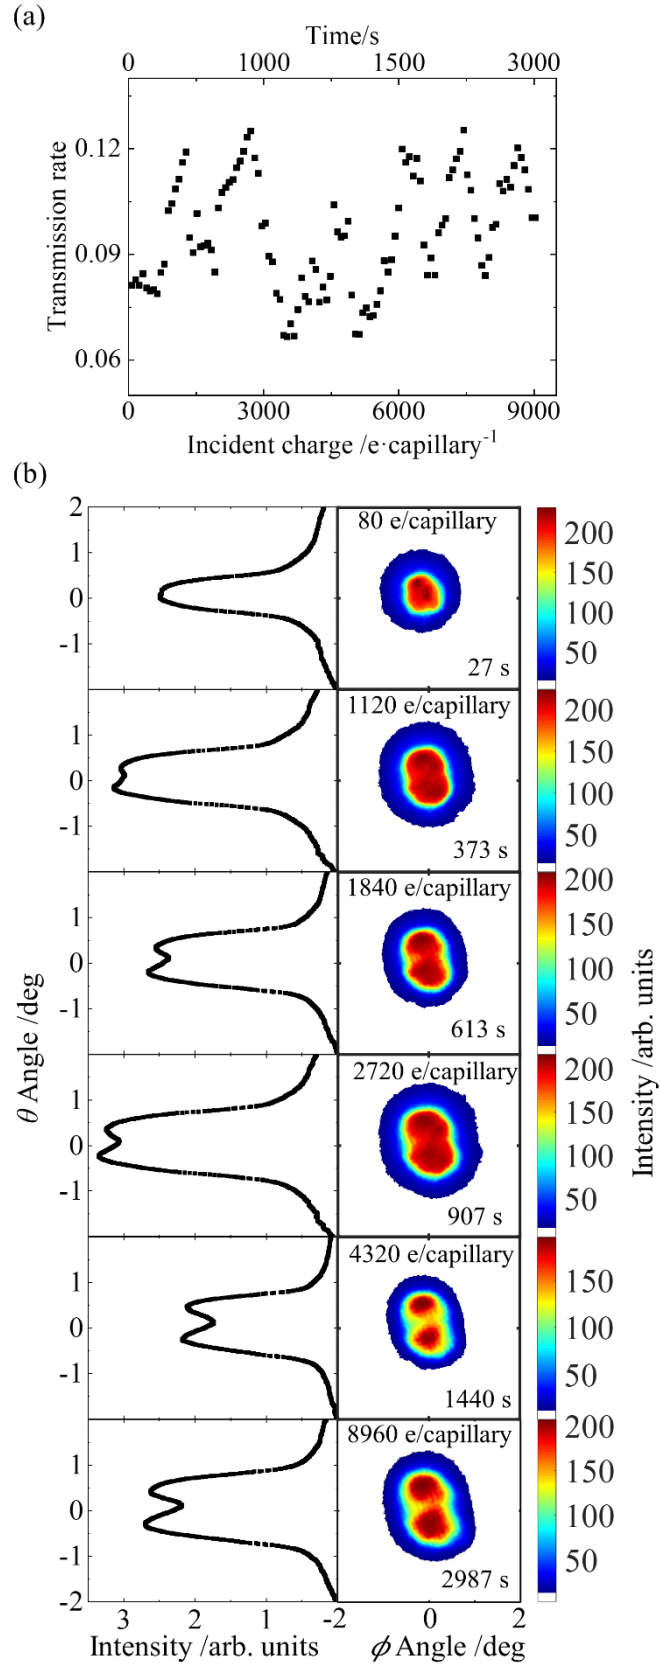 (a)
Time/s
0 1000 1500 3000
Transmission rate
0.12
0.09
0.06
0 3000 6000 9000
Incident charge /e·capillary-1
(b)
θ Angle /deg
Intensity /arb. units
2
1
0
-1
80 e/capillary
27 s
200
150
100
50
1
0
-1
1120 e/capillary
373 s
200
150
100
50
1
0
-1
1840 e/capillary
613 s
200
150
100
50
1
0
-1
2720 e/capillary
907 s
200
150
100
50
1
0
-1
4320 e/capillary
1440 s
150
100
50
1
0
-1
-2
8960 e/capillary
2987 s
200
150
100
50
3 2 1 -2 0 2
Intensity /arb. units
ϕ Angle /deg